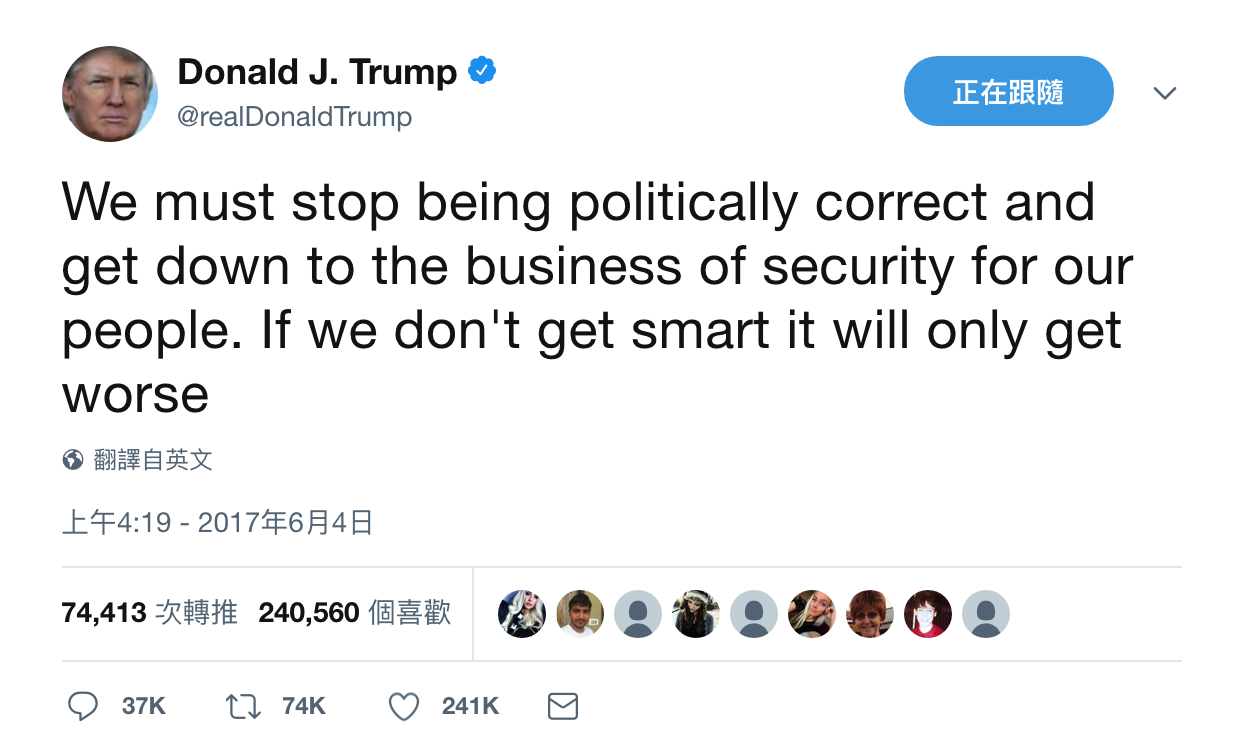 Donald J. Trump
正在跟隨
@realDonaldTrump
We must stop being politically correct and
get down to the business of security for our
people. If we don't get smart it will only get
worse
翻譯自英文
上午4:19 - 2017年6月4日
74,413 次轉推 240,560 個喜歡
37K 74K 241K